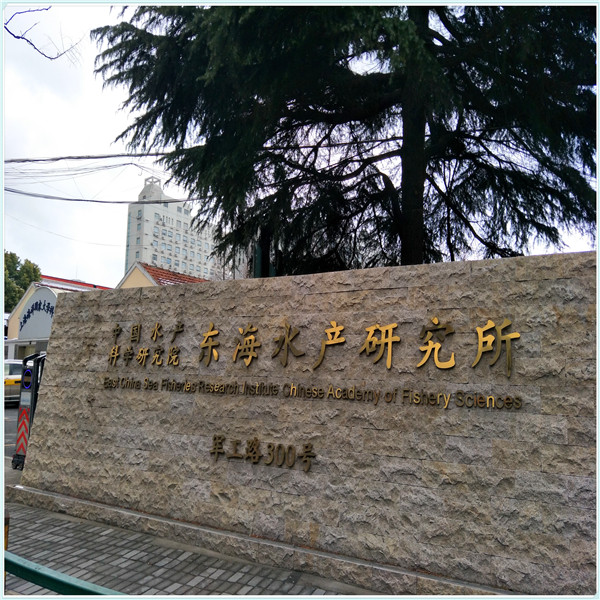 中国水产
科学研究院
东海水产研究所
East China Sea Fisheries Research Institute Chinese Academy of Fishery Sciences
军工路300号